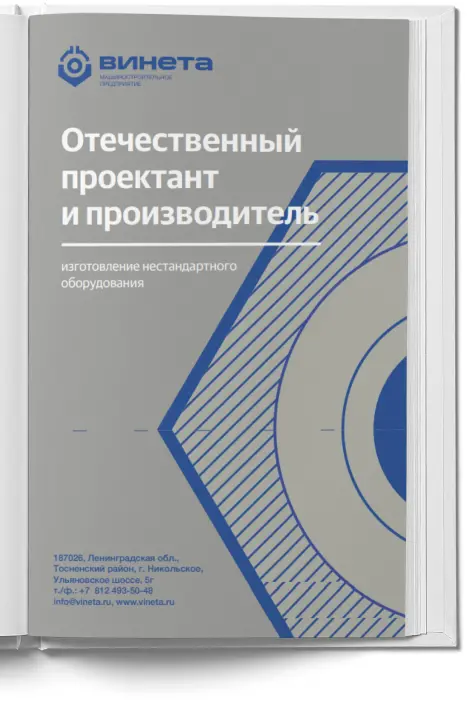 ВИНЕТА
МАШИНОСТРОИТЕЛЬНОЕ
ПРЕДПРИЯТИЕ
Отечественный
проектант
и производитель
изготовление нестандартного
оборудования
187026, Ленинградская обл.,
Тосненский район, г. Никольское,
Ульяновское шоссе, 5г
т./ф.: +7 812 493-50-48
info@vineta.ru, www.vineta.ru